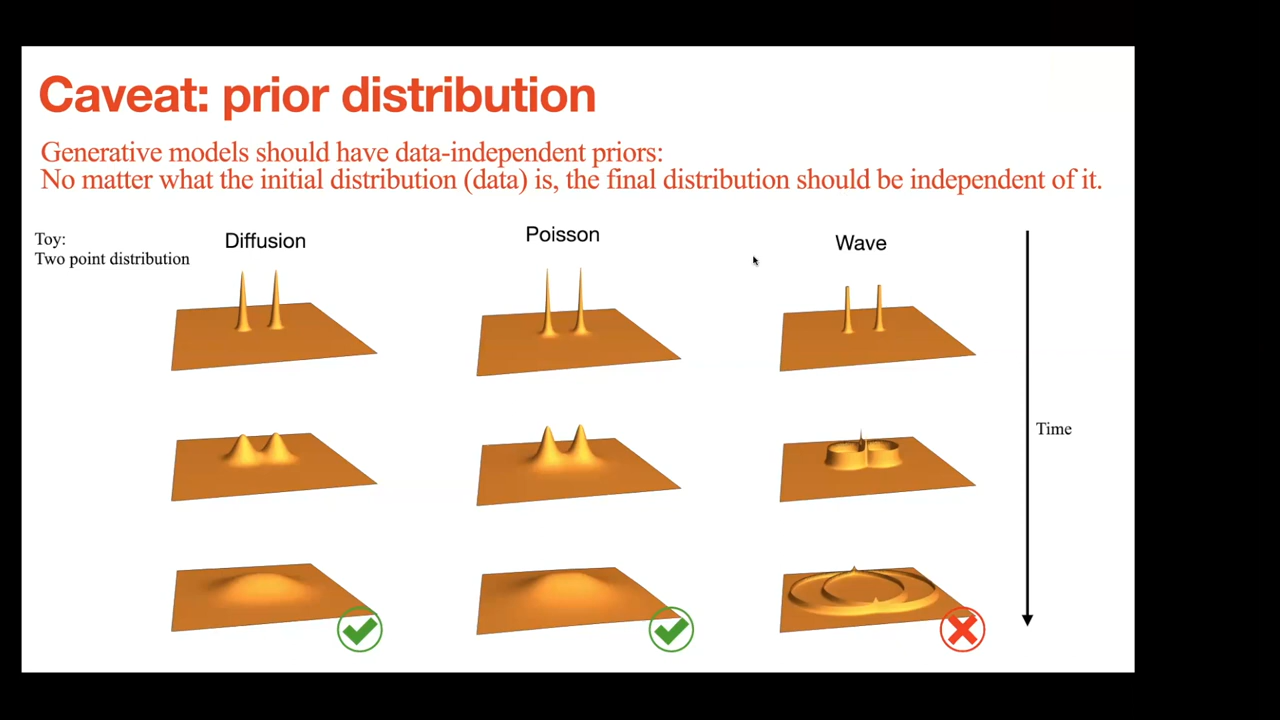 Caveat: prior distribution
Generative models should have data-independent priors:
No matter what the initial distribution (data) is, the final distribution should be independent of it.
Toy:
Two point distribution
Diffusion
Poisson
Wave
Time